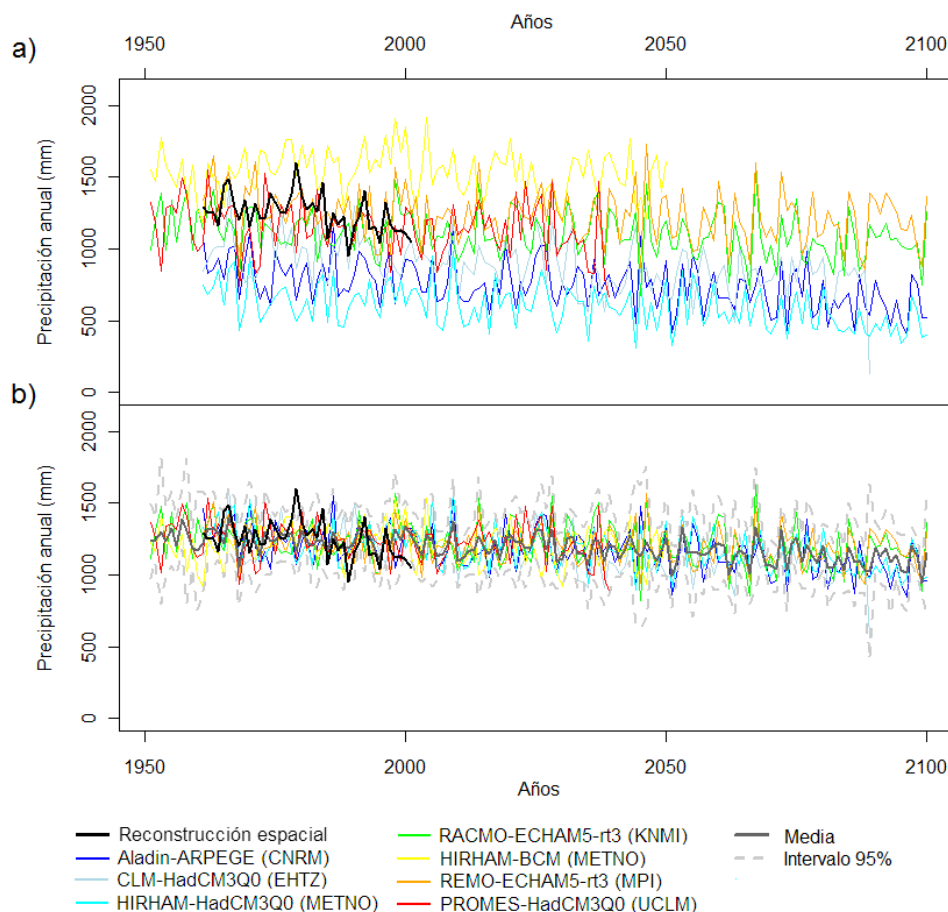 Años
a)
1950 2000 2050 2100
Precipitación anual (mm)
2000
1500
1000
500
0
b)
Precipitación anual (mm)
2000
1500
1000
500
0
1950 2000 2050 2100
Años
Reconstrucción espacial
Aladin-ARPEGE (CNRM)
CLM-HadCM3Q0 (EHTZ)
HIRHAM-HadCM3Q0 (METNO)
RACMO-ECHAM5-rt3 (KNMI)
HIRHAM-BCM (METNO)
REMO-ECHAM5-rt3 (MPI)
PROMES-HadCM3Q0 (UCLM)
Media
Intervalo 95%